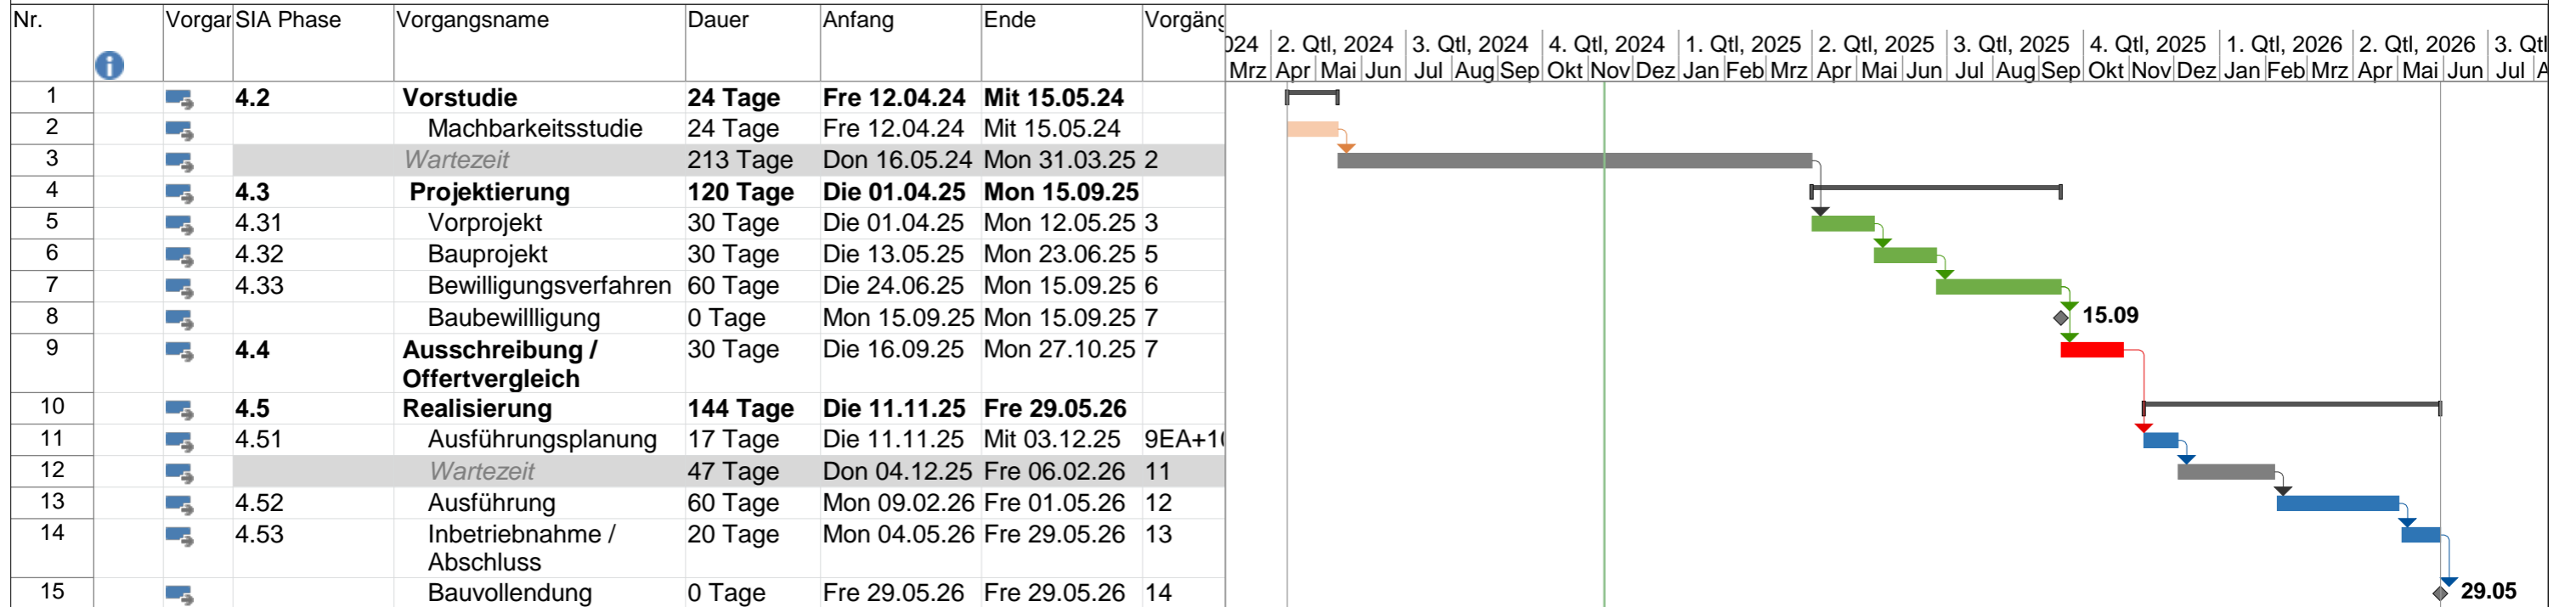 Nr. Vorgar SIA Phase Vorgangsname Dauer Anfang Ende Vorgäng
024 2. Qtl, 2024 3. Qtl, 2024 4. Qtl, 2024 1. Qtl, 2025 2. Qtl, 2025 3. Qtl, 2025 4. Qtl, 2025 1. Qtl, 2026 2. Qtl, 2026 3. Qtl
Mrz Apr Mai Jun Jul Aug Sep Okt Nov Dez Jan Feb Mrz Apr Mai Jun Jul Aug Sep Okt Nov Dez Jan Feb Mrz Apr Mai Jun Jul A
1 4.2 Vorstudie 24 Tage Fre 12.04.24 Mit 15.05.24
2 Machbarkeitsstudie 24 Tage Fre 12.04.24 Mit 15.05.24
3 Wartezeit 213 Tage Don 16.05.24 Mon 31.03.25 2
4 4.3 Projektierung 120 Tage Die 01.04.25 Mon 15.09.25
5 4.31 Vorprojekt 30 Tage Die 01.04.25 Mon 12.05.25 3
6 4.32 Bauprojekt 30 Tage Die 13.05.25 Mon 23.06.25 5
7 4.33 Bewilligungsverfahren 60 Tage Die 24.06.25 Mon 15.09.25 6
8 Baubewillligung 0 Tage Mon 15.09.25 Mon 15.09.25 7 15.09
9 4.4 Ausschreibung / 30 Tage Die 16.09.25 Mon 27.10.25 7
Offertvergleich
10 4.5 Realisierung 144 Tage Die 11.11.25 Fre 29.05.26
11 4.51 Ausführungsplanung 17 Tage Die 11.11.25 Mit 03.12.25 9EA+10
12 Wartezeit 47 Tage Don 04.12.25 Fre 06.02.26 11
13 4.52 Ausführung 60 Tage Mon 09.02.26 Fre 01.05.26 12
14 4.53 Inbetriebnahme / 20 Tage Mon 04.05.26 Fre 29.05.26 13
Abschluss
15 Bauvollendung 0 Tage Fre 29.05.26 Fre 29.05.26 14 29.05